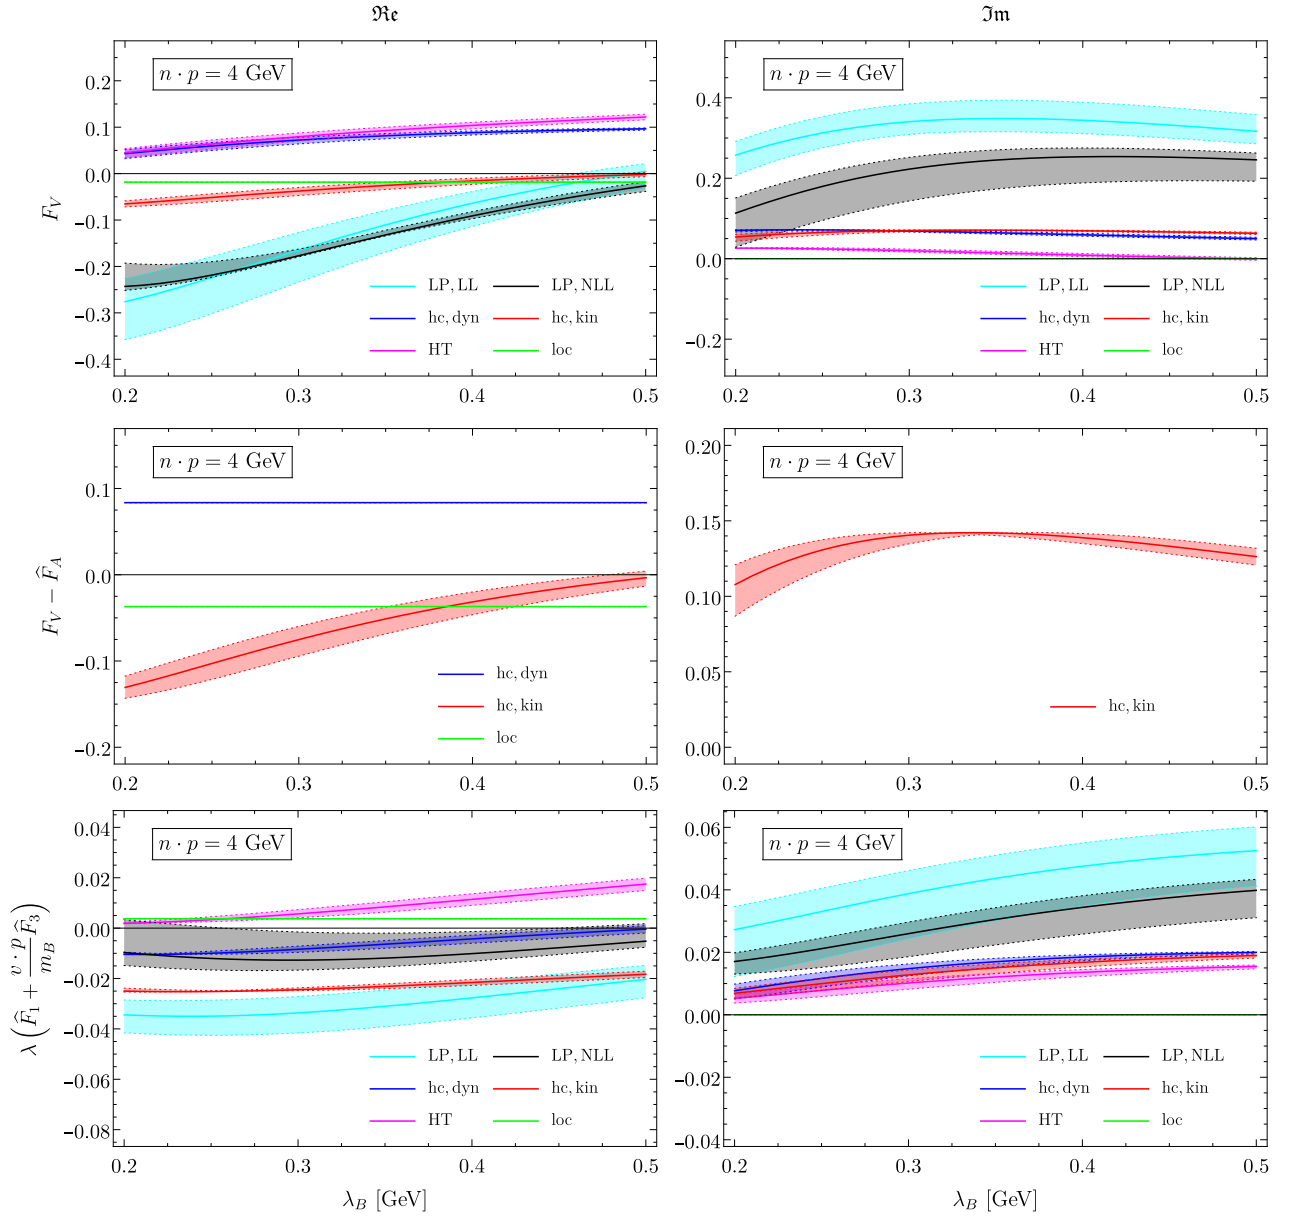 ℜe
ℑm
n · p = 4 GeV
F_V
0.2
0.1
0.0
−0.1
−0.2
−0.3
−0.4
LP, LL
LP, NLL
hc, dyn
hc, kin
HT
loc
0.2
0.3
0.4
0.5
n · p = 4 GeV
0.4
0.2
0.0
−0.2
LP, LL
LP, NLL
hc, dyn
hc, kin
HT
loc
0.2
0.3
0.4
0.5
n · p = 4 GeV
F_V − F̂_A
0.1
0.0
−0.1
−0.2
hc, dyn
hc, kin
loc
0.2
0.3
0.4
0.5
n · p = 4 GeV
0.20
0.15
0.10
0.05
0.00
hc, kin
0.2
0.3
0.4
0.5
n · p = 4 GeV
λ (F̂_1 + v · p / m_B F̂_3)
0.04
0.02
0.00
−0.02
−0.04
−0.06
−0.08
LP, LL
LP, NLL
hc, dyn
hc, kin
HT
loc
0.2
0.3
0.4
0.5
λ_B [GeV]
n · p = 4 GeV
0.06
0.04
0.02
0.00
−0.02
−0.04
LP, LL
LP, NLL
hc, dyn
hc, kin
HT
loc
0.2
0.3
0.4
0.5
λ_B [GeV]